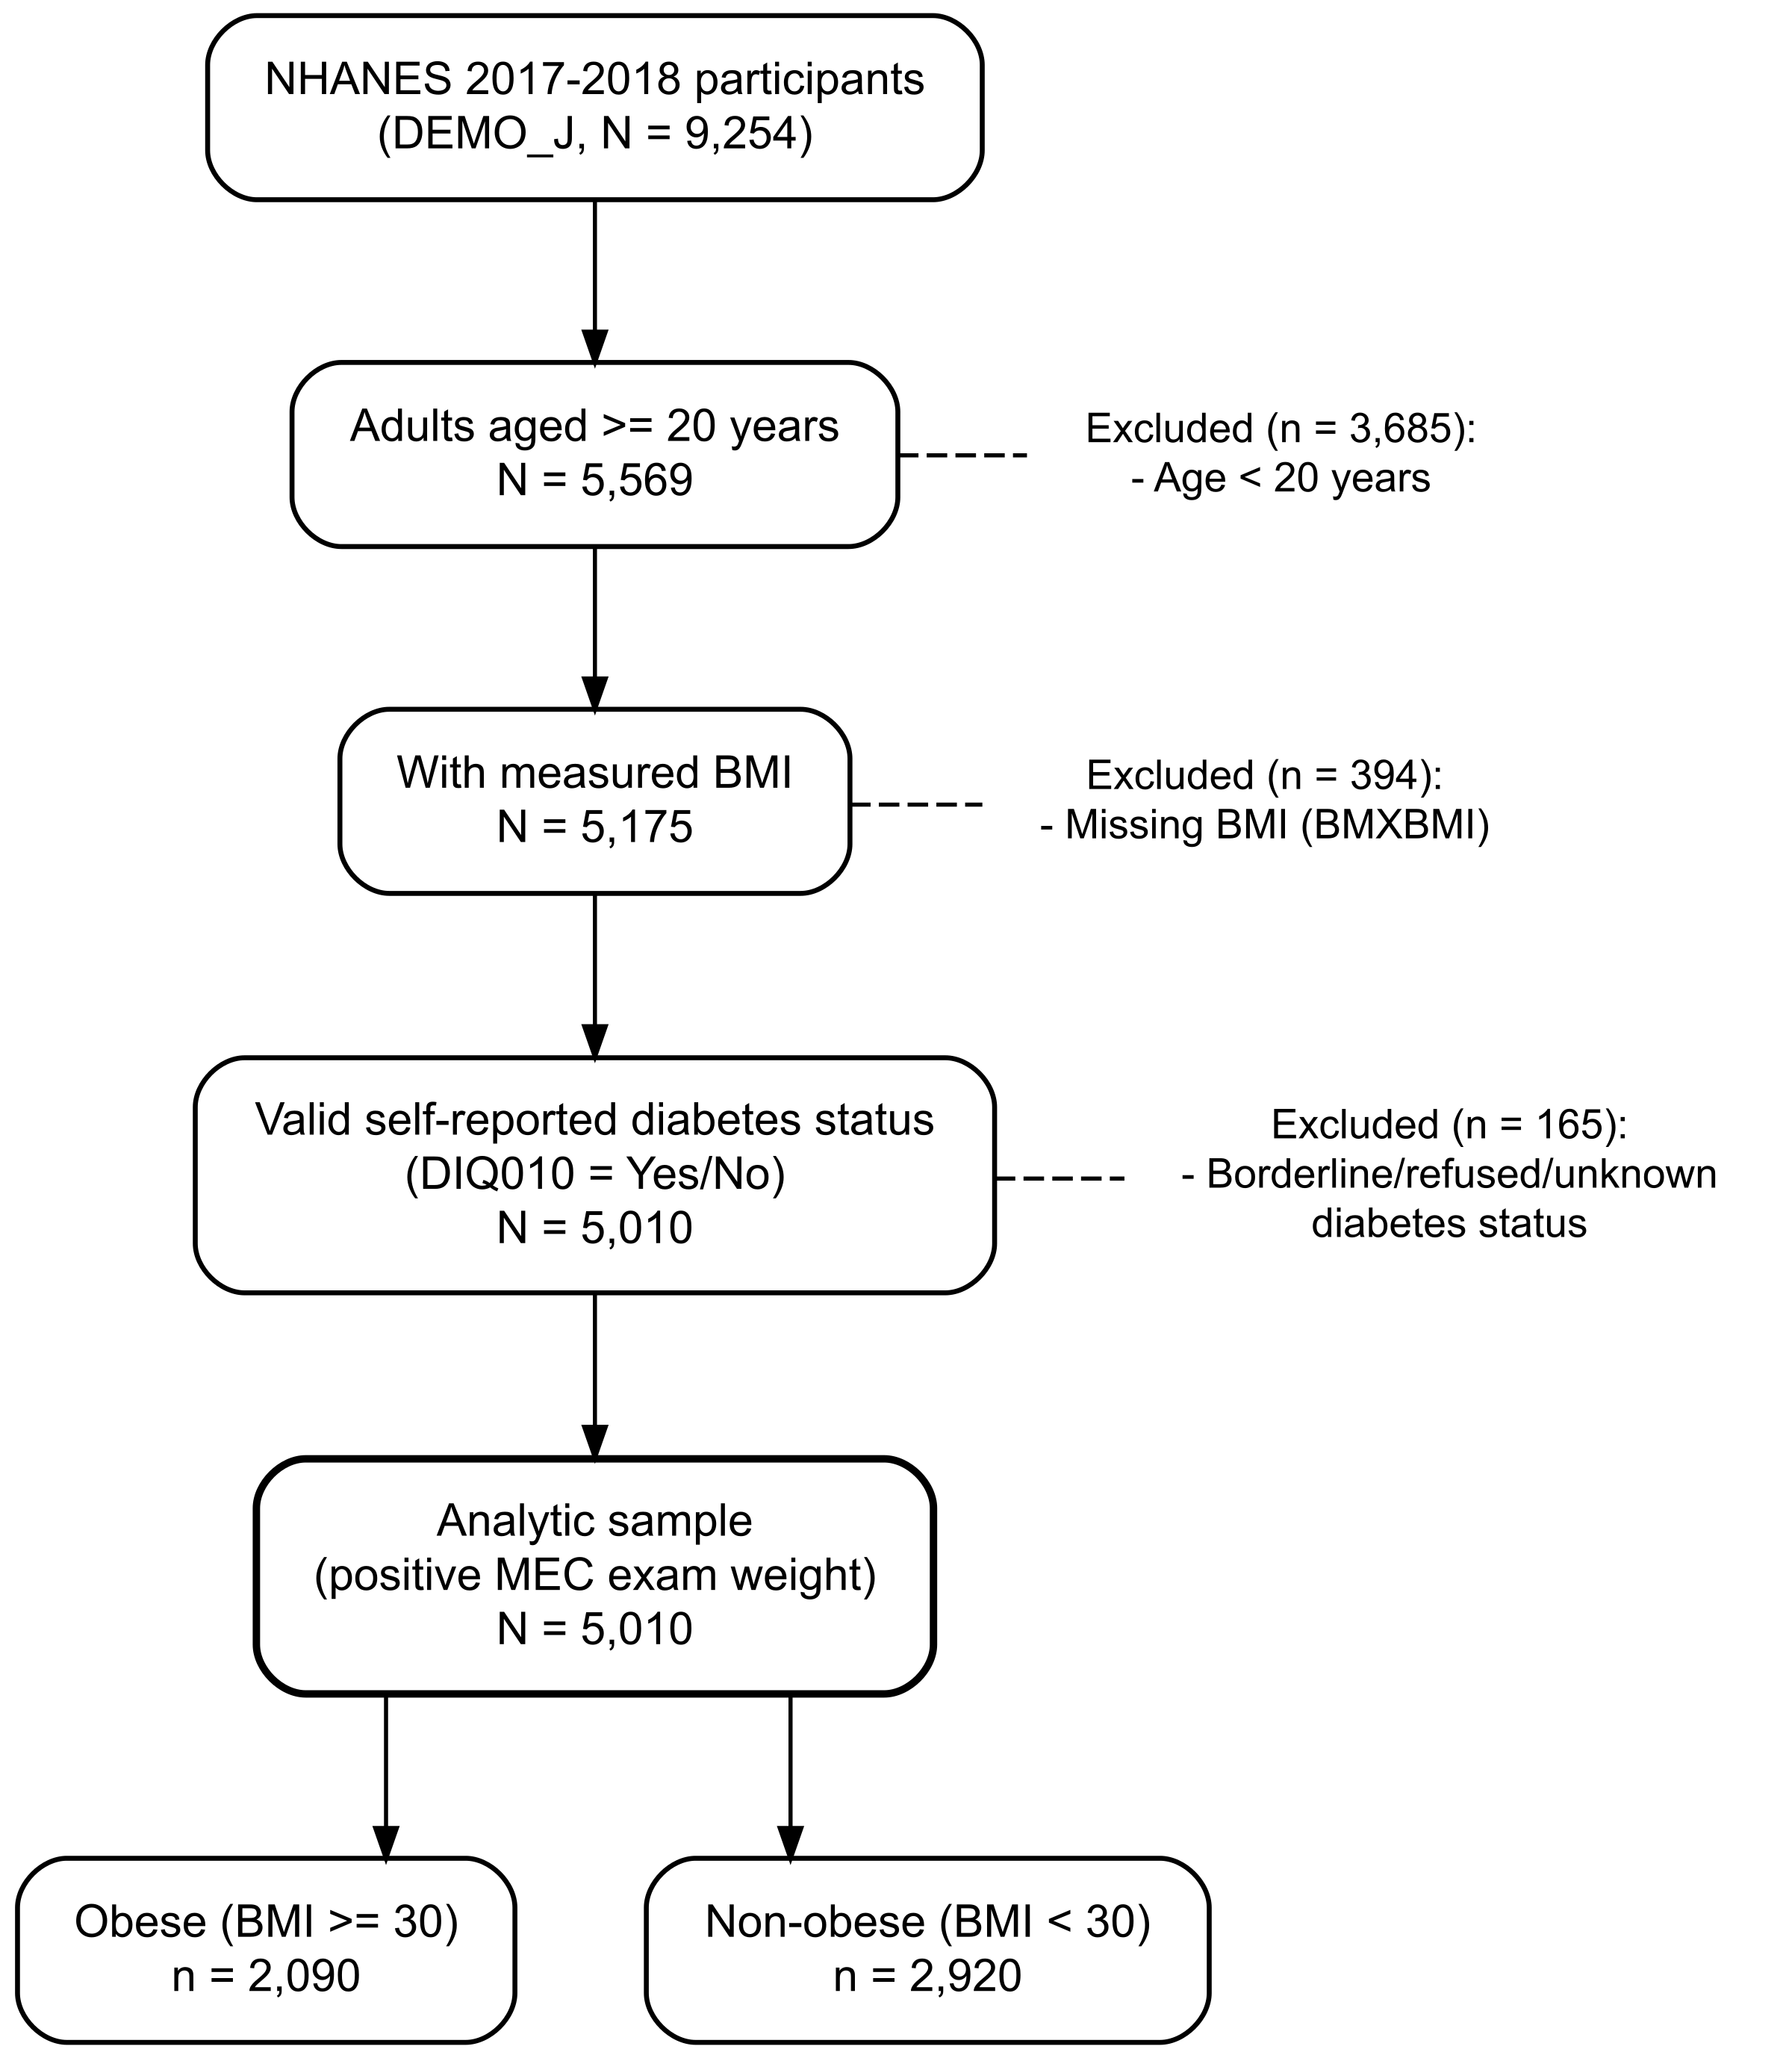 NHANES 2017-2018 participants
(DEMO_J, N = 9,254)
Adults aged >= 20 years
N = 5,569
Excluded (n = 3,685):
- Age < 20 years
With measured BMI
N = 5,175
Excluded (n = 394):
- Missing BMI (BMXBMI)
Valid self-reported diabetes status
(DIQ010 = Yes/No)
N = 5,010
Excluded (n = 165):
- Borderline/refused/unknown
diabetes status
Analytic sample
(positive MEC exam weight)
N = 5,010
Obese (BMI >= 30)
n = 2,090
Non-obese (BMI < 30)
n = 2,920